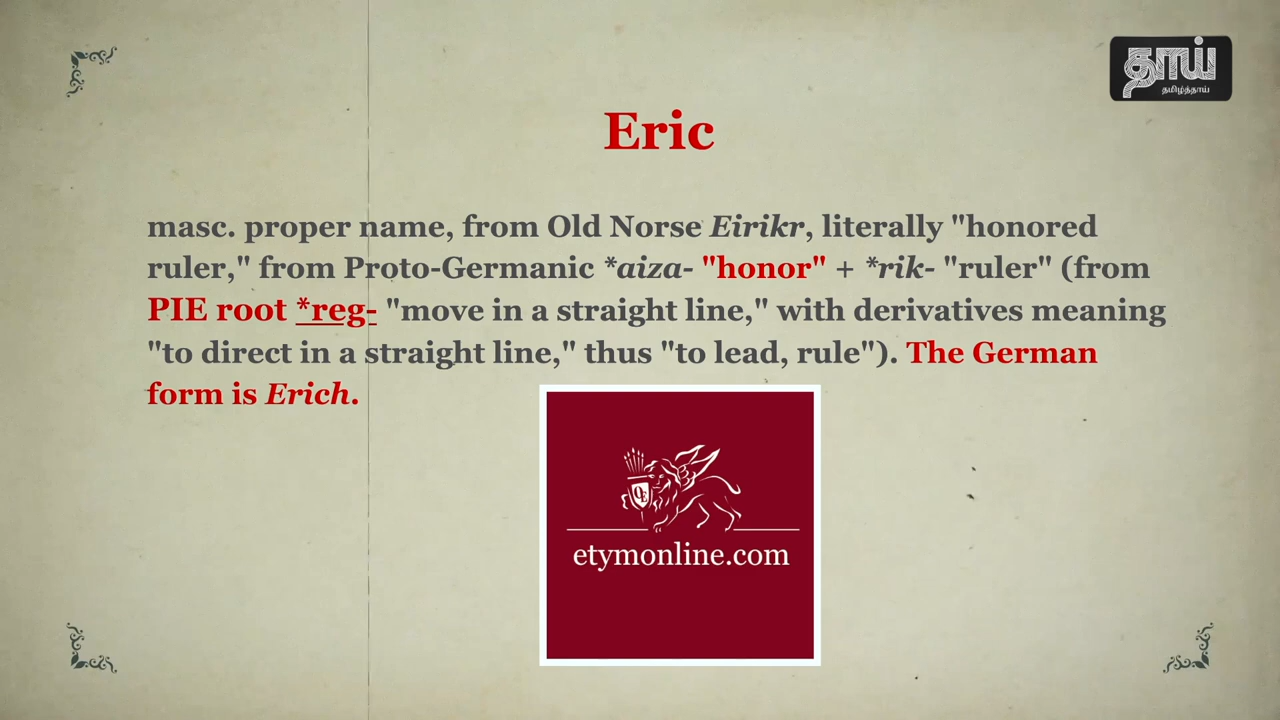 தாய்
தமிழ்த்தாய்
Eric
masc. proper name, from Old Norse Eirikr, literally "honored
ruler," from Proto-Germanic *aiza- "honor" + *rik- "ruler" (from
PIE root *reg- "move in a straight line," with derivatives meaning
"to direct in a straight line," thus "to lead, rule"). The German
form is Erich.
OE
etymonline.com